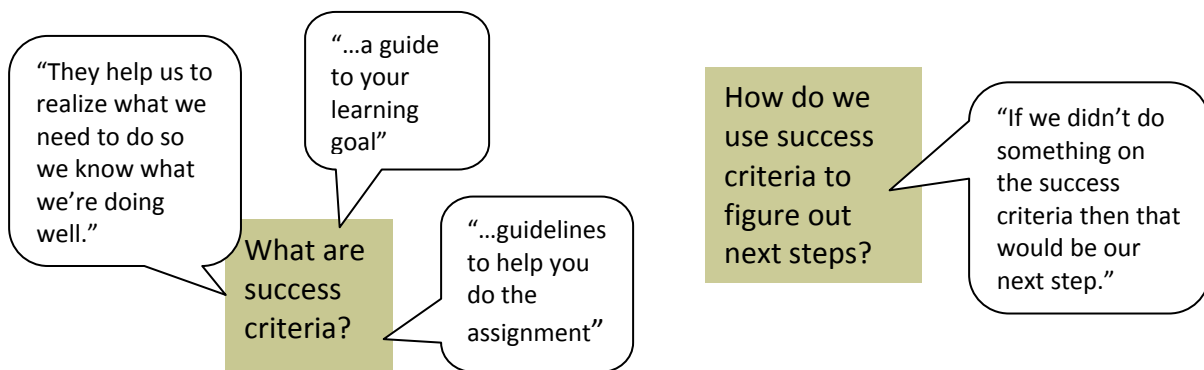 “They help us to
realize what we
need to do so
we know what
we’re doing
well.”
“…a guide
to your
learning
goal”
What are
success
criteria?
“…guidelines
to help you
do the
assignment”
How do we
use success
criteria to
figure out
next steps?
“If we didn’t do
something on
the success
criteria then that
would be our
next step.”